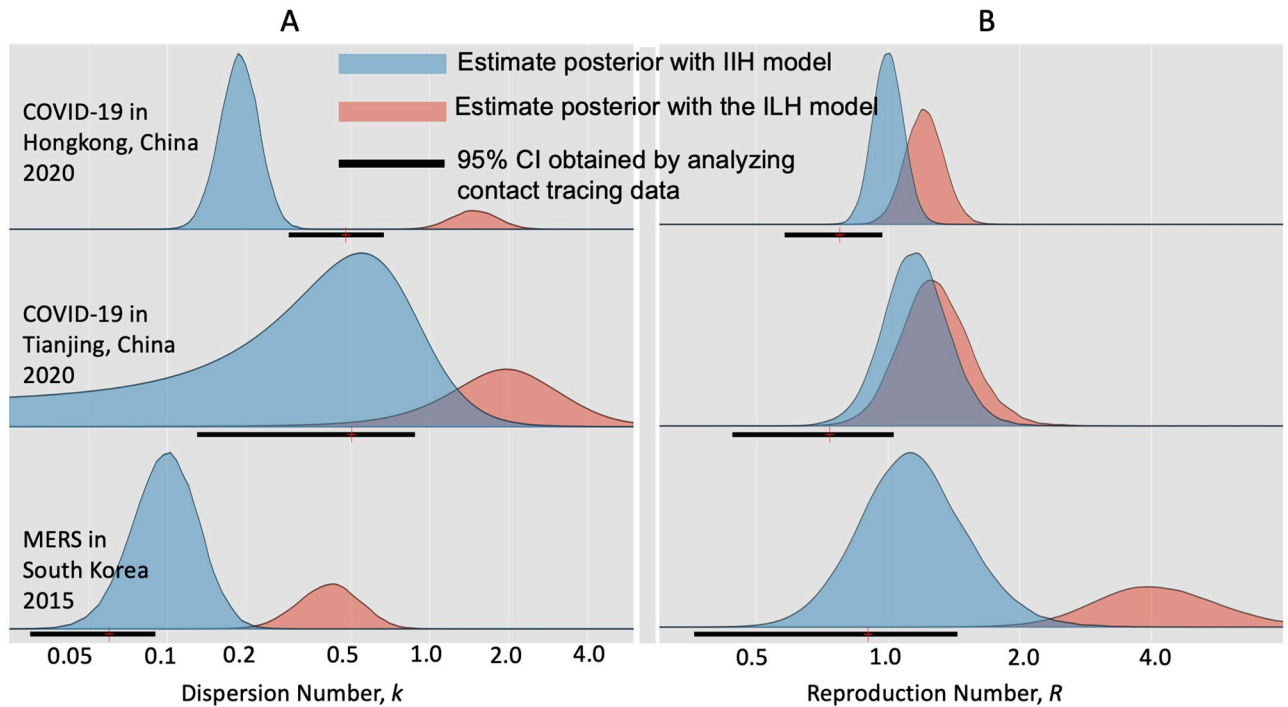 A
B
Estimate posterior with IIH model
Estimate posterior with the ILH model
95% CI obtained by analyzing
contact tracing data
COVID-19 in
Hongkong, China
2020
COVID-19 in
Tianjing, China
2020
MERS in
South Korea
2015
0.05 0.1 0.2 0.5 1.0 2.0 4.0
0.5 1.0 2.0 4.0
Dispersion Number, k
Reproduction Number, R